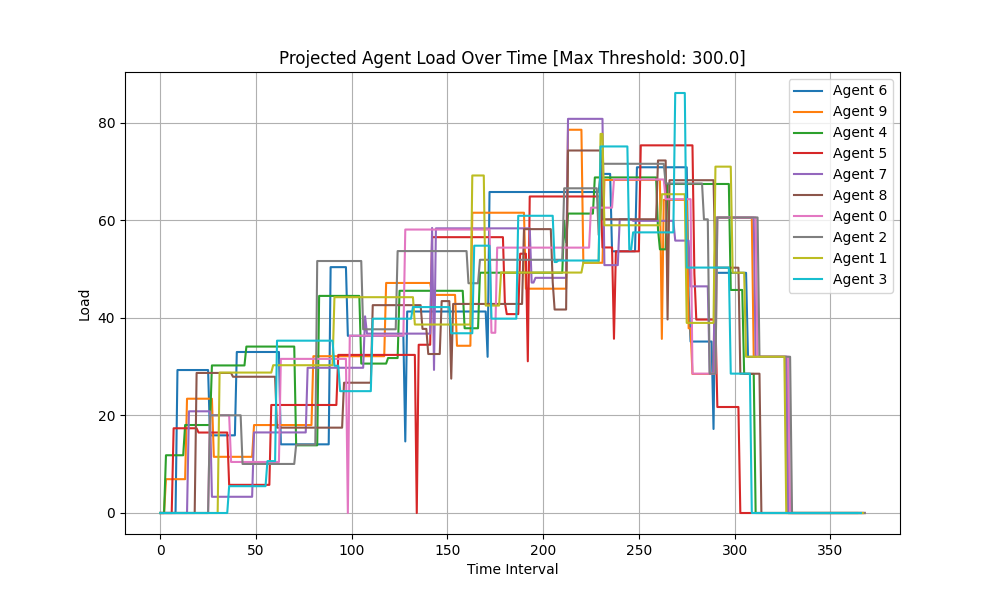 Projected Agent Load Over Time [Max Threshold: 300.0]
Load
80
60
40
20
0
0 50 100 150 200 250 300 350
Time Interval
Agent 6
Agent 9
Agent 4
Agent 5
Agent 7
Agent 8
Agent 0
Agent 2
Agent 1
Agent 3